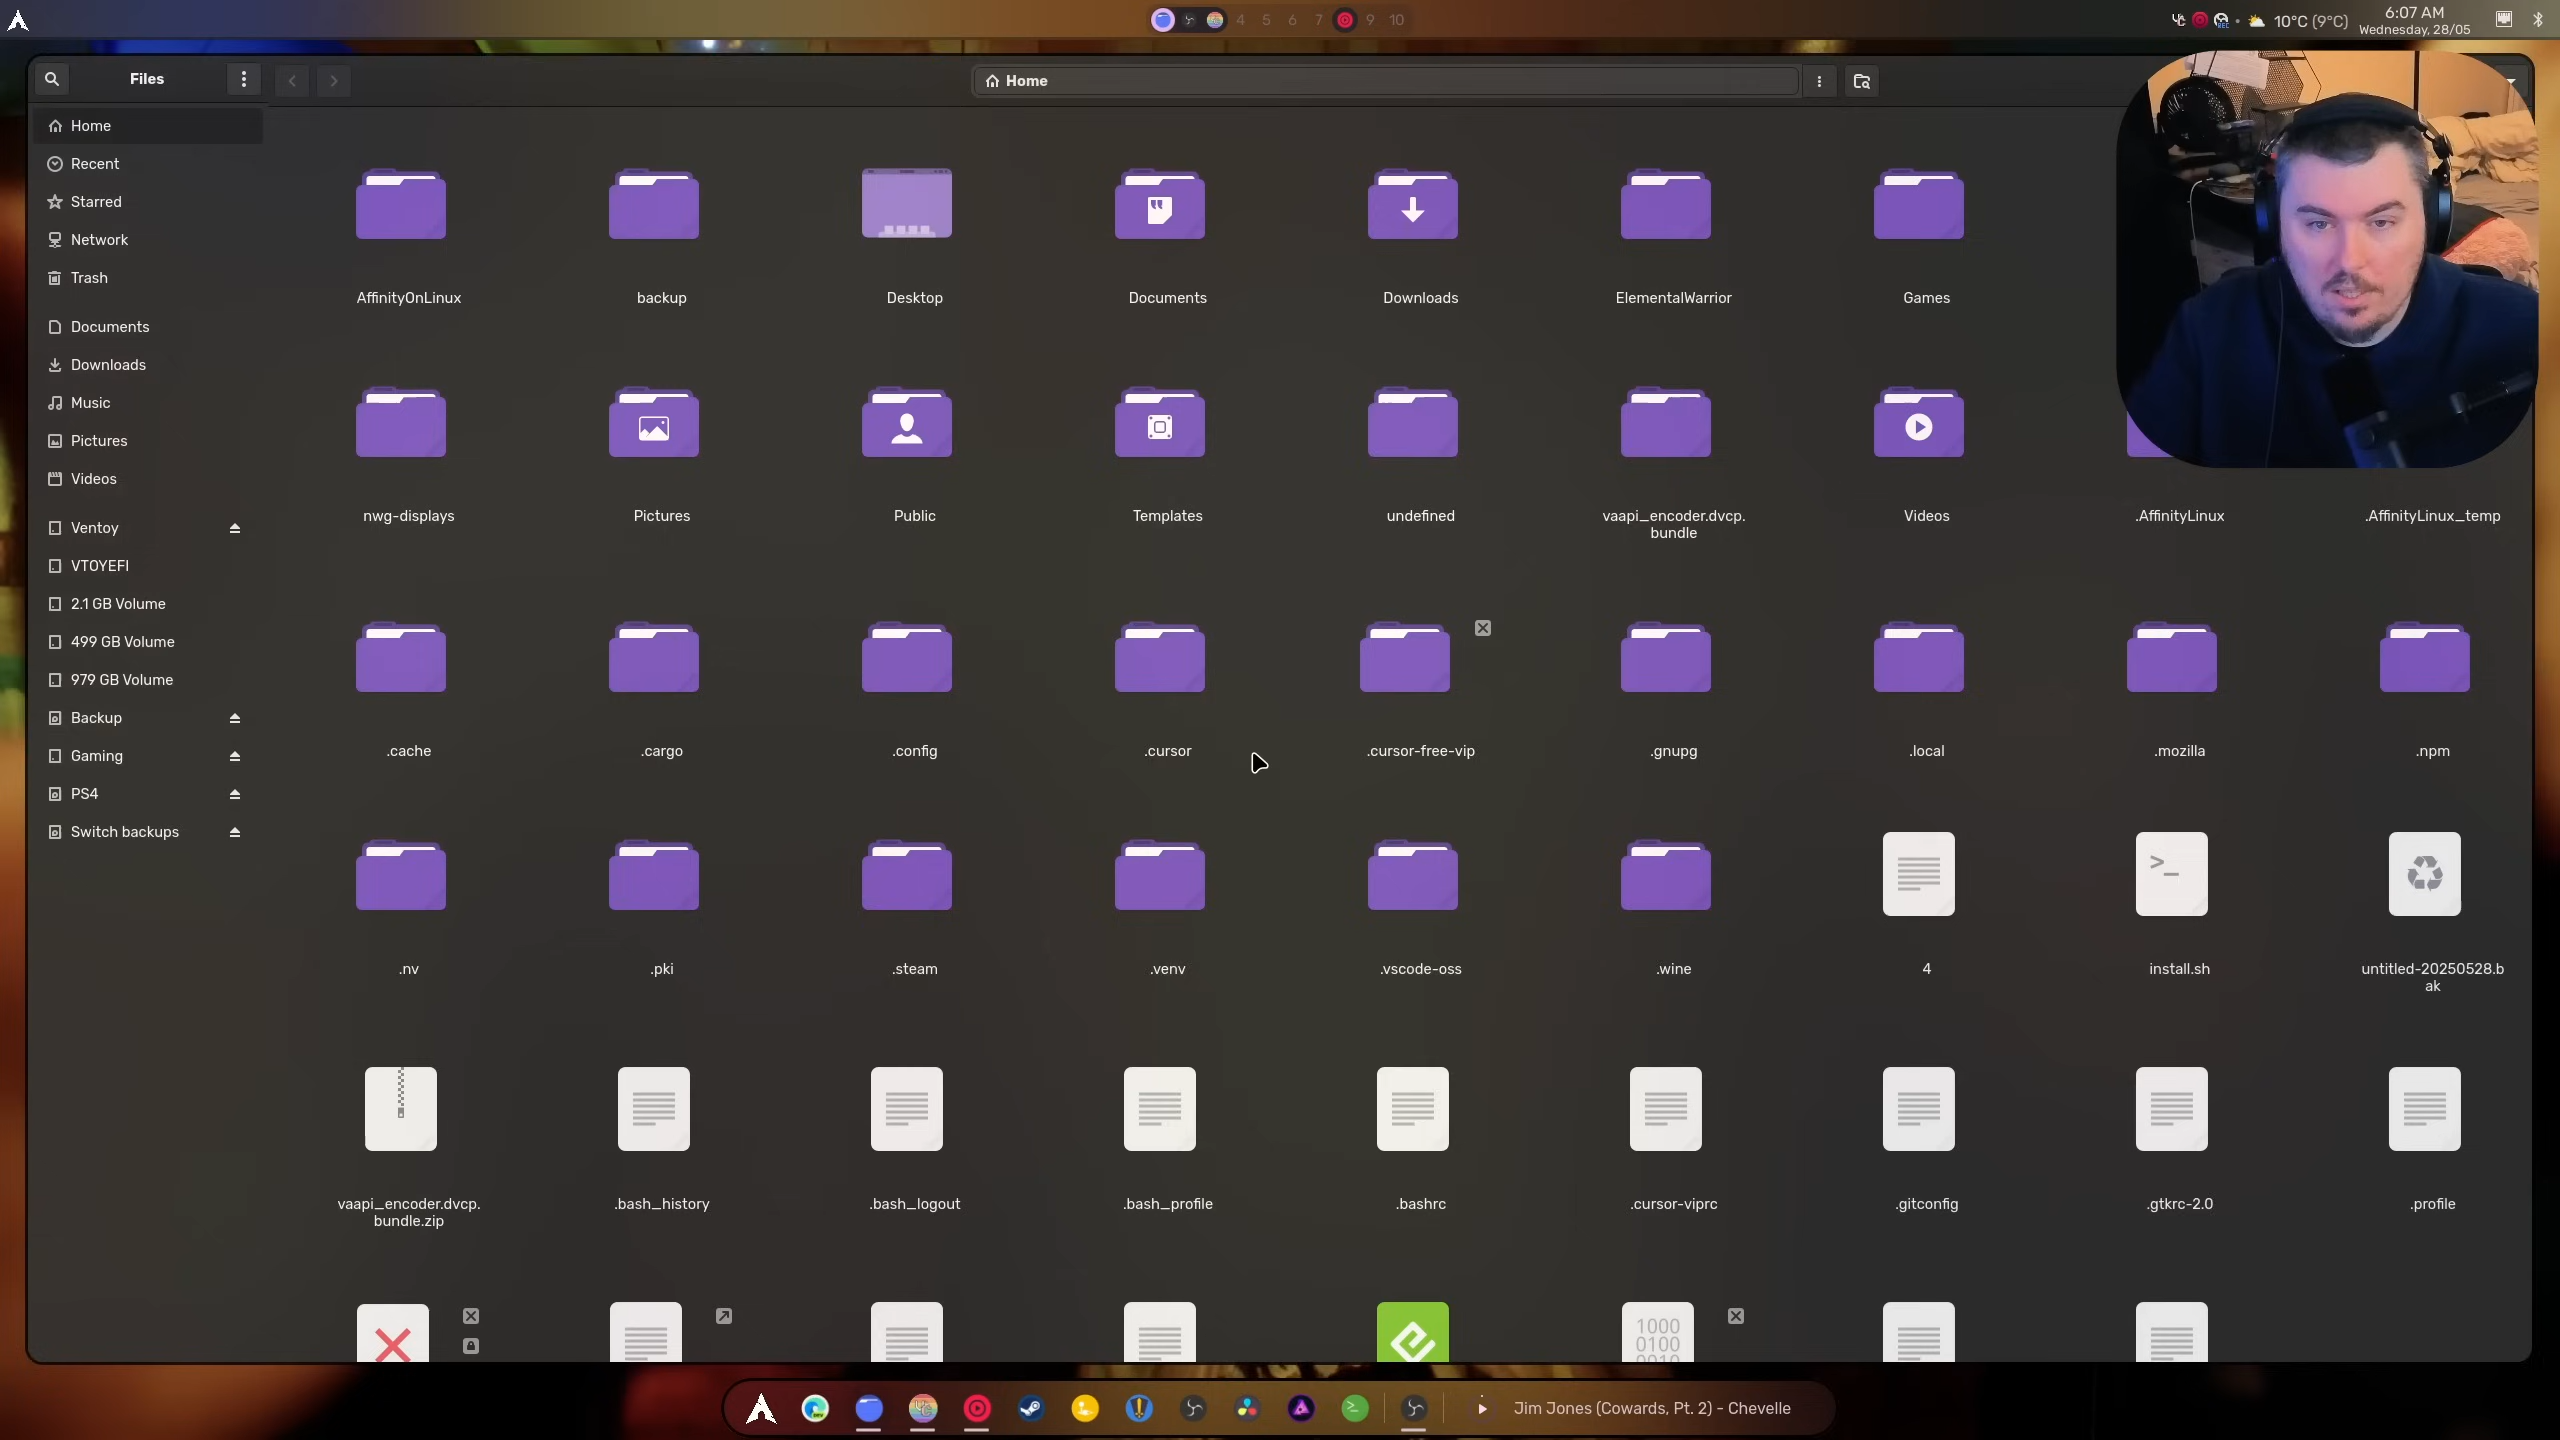 4 5 6 7 9 10
10°C (9°C)
6:07 AM
Wednesday, 28/05
Files
Home
Home
Recent
Starred
Network
Trash
Documents
Downloads
Music
Pictures
Videos
Ventoy
VTOYEFI
2.1 GB Volume
499 GB Volume
979 GB Volume
Backup
Gaming
PS4
Switch backups
AffinityOnLinux
backup
Desktop
Documents
Downloads
ElementalWarrior
Games
nwg-displays
Pictures
Public
Templates
undefined
vaapi_encoder.dvcp.
bundle
Videos
.AffinityLinux
.AffinityLinux_temp
.cache
.cargo
.config
.cursor
.cursor-free-vip
.gnupg
.local
.mozilla
.npm
.nv
.pki
.steam
.venv
.vscode-oss
.wine
4
install.sh
untitled-20250528.b
ak
vaapi_encoder.dvcp.
bundle.zip
.bash_history
.bash_logout
.bash_profile
.bashrc
.cursor-viprc
.gitconfig
.gtkrc-2.0
.profile
1000
0100
0010
Jim Jones (Cowards, Pt. 2) - Chevelle